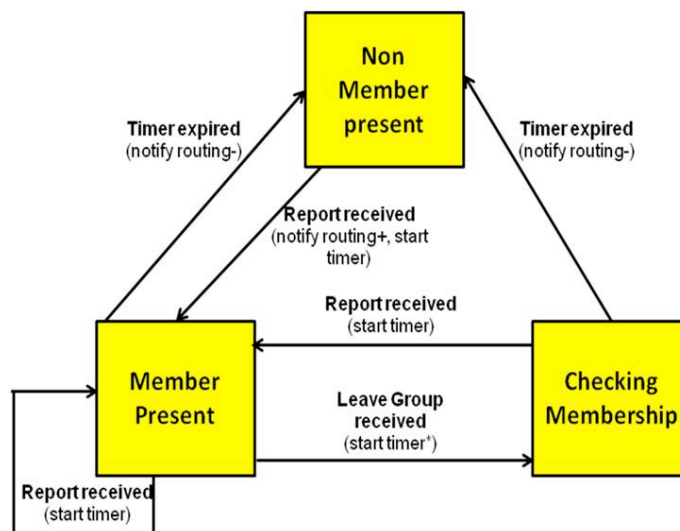 Non
Member
present
Timer expired
(notify routing-)
Timer expired
(notify routing-)
Report received
(notify routing+, start
timer)
Report received
(start timer)
Member
Present
Checking
Membership
Leave Group
received
(start timer*)
Report received
(start timer)